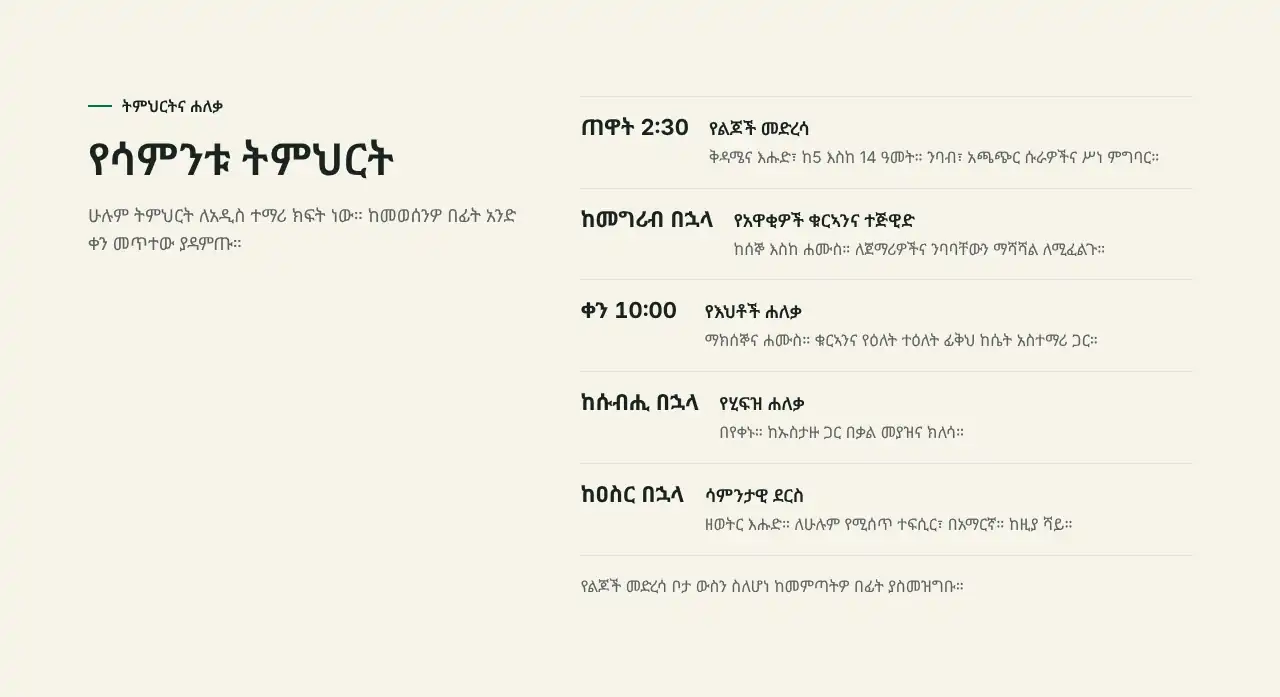 ትምህርትና ሐለቃ
የሳምንቱ ትምህርት
ሁሉም ትምህርት ለአዲስ ተማሪ ክፍት ነው። ከመወሰንዎ በፊት አንድ
ቀን መጥተው ያዳምጡ።
ጠዋት 2:30
የልጆች መድረሳ
ቅዳሜና እሑድ፣ ከ5 እስከ 14 ዓመት። ንባብ፣ አጫጭር ሱራዎችና ሥነ ምግባር።
ከመግሪብ በኋላ
የአዋቂዎች ቁርኣንና ተጅዊድ
ከሰኞ እስከ ሐሙስ። ለጀማሪዎችና ንባባቸውን ማሻሻል ለሚፈልጉ።
ቀን 10:00
የእህቶች ሐለቃ
ማክሰኞና ሐሙስ። ቁርኣንና የዕለት ተዕለት ፊቅህ ከሴት አስተማሪ ጋር።
ከሱብሒ በኋላ
የሂፍዝ ሐለቃ
በየቀኑ። ከኡስታዙ ጋር በቃል መያዝና ክለሳ።
ከዐስር በኋላ
ሳምንታዊ ደርስ
ዘወትር እሑድ። ለሁሉም የሚሰጥ ተፍሲር፣ በአማርኛ። ከዚያ ሻይ።
የልጆች መድረሳ ቦታ ውስን ስለሆነ ከመምጣትዎ በፊት ያስመዝግቡ።